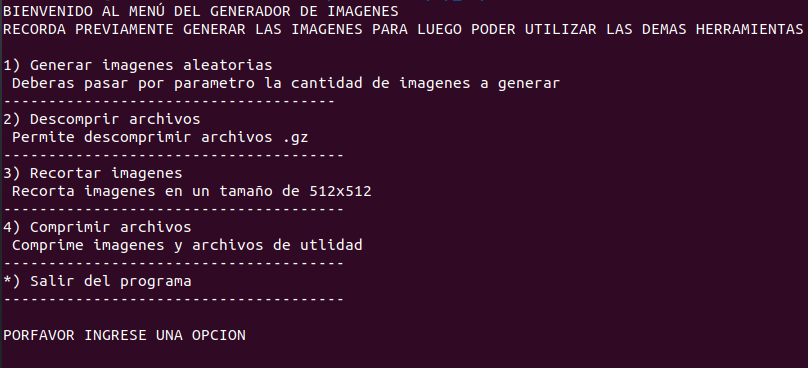 BIENVENIDO AL MENÚ DEL GENERADOR DE IMAGENES
RECORDA PREVIAMENTE GENERAR LAS IMAGENES PARA LUEGO PODER UTILIZAR LAS DEMAS HERRAMIENTAS
1) Generar imagenes aleatorias
Deberas pasar por parametro la cantidad de imagenes a generar
-------------------------------------
2) Descomprir archivos
Permite descomprimir archivos .gz
--------------------------------------
3) Recortar imagenes
Recorta imagenes en un tamaño de 512x512
--------------------------------------
4) Comprimir archivos
Comprime imagenes y archivos de utlidad
--------------------------------------
*) Salir del programa
--------------------------------------
PORFAVOR INGRESE UNA OPCION